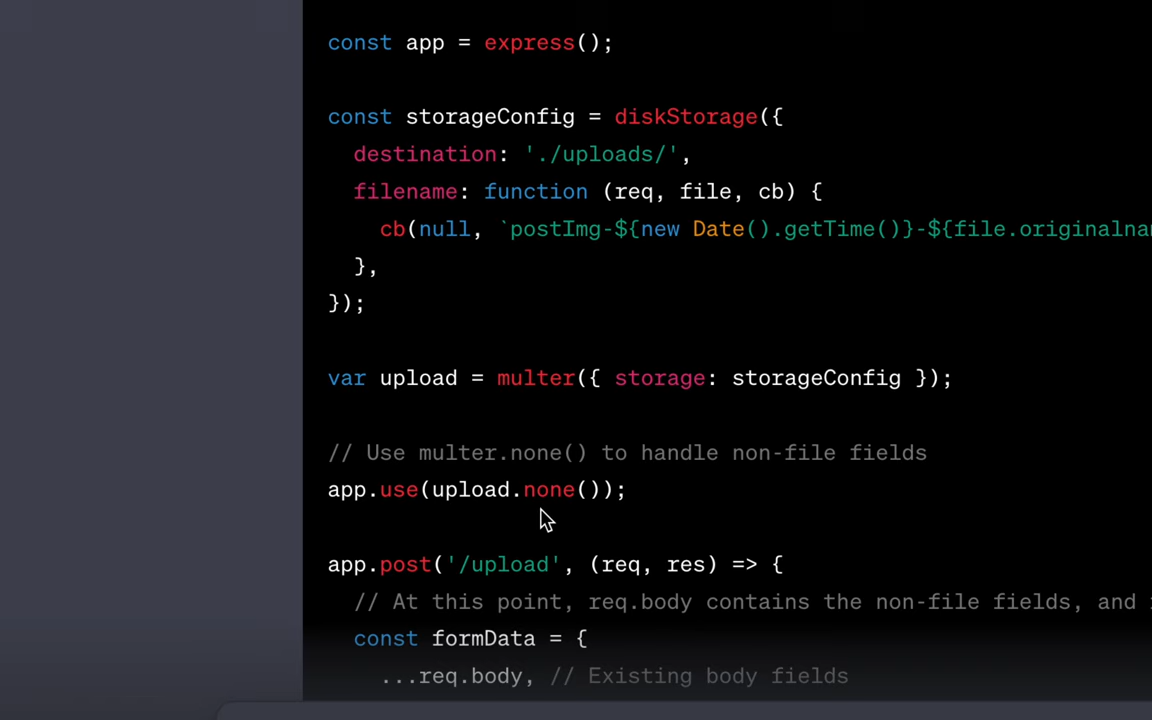 const app = express();
const storageConfig = diskStorage({
destination: './uploads/',
filename: function (req, file, cb) {
cb(null, `postImg-${new Date().getTime()}-${file.originalna
},
});
var upload = multer({ storage: storageConfig });
// Use multer.none() to handle non-file fields
app.use(upload.none());
app.post('/upload', (req, res) => {
// At this point, req.body contains the non-file fields, and
const formData = {
...req.body, // Existing body fields